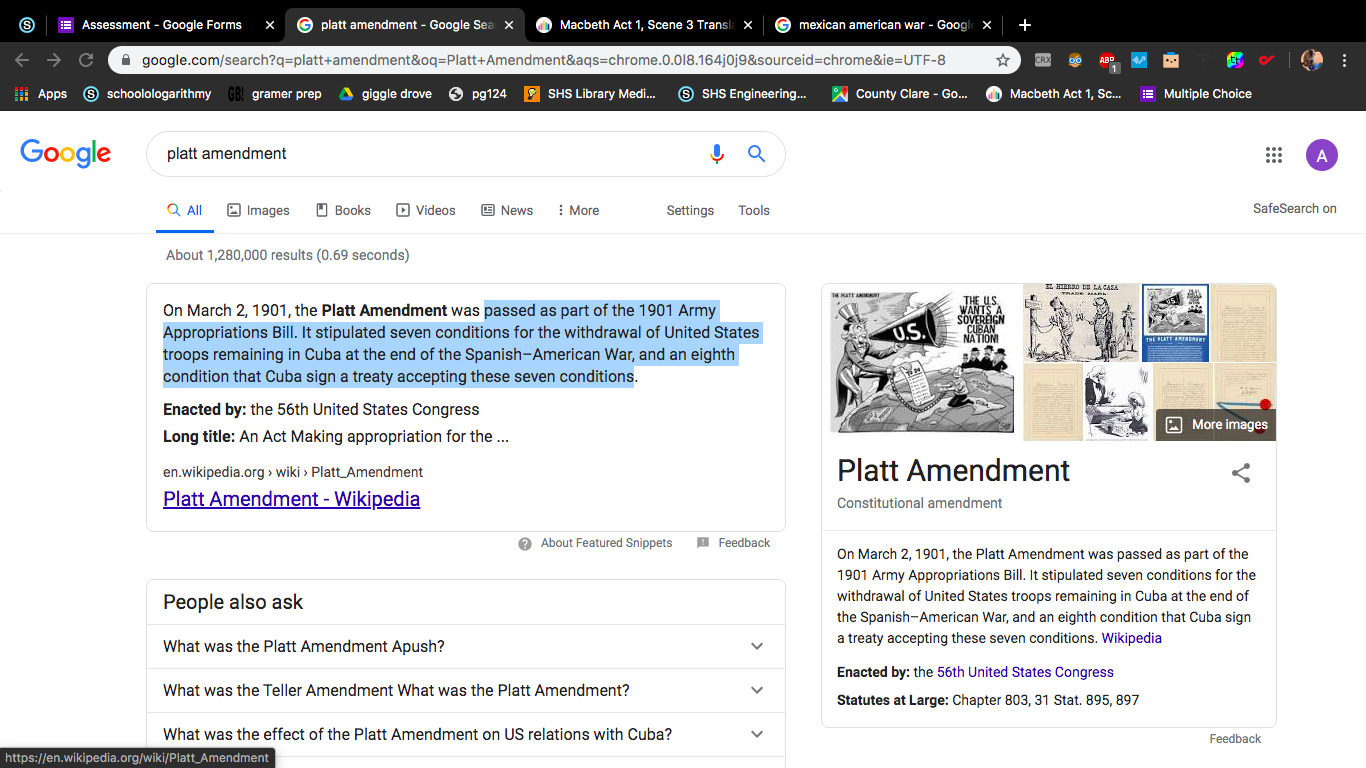 Assessment - Google Forms
platt amendment - Google Sea
Macbeth Act 1, Scene 3 Transla
mexican american war - Google
google.com/search?q=platt+amendment&oq=Platt+Amendment&aqs=chrome.0.0l8.164j0j9&sourceid=chrome&ie=UTF-8
CRX
ABP
1
Apps
schoolologarithmy
GB!
gramer prep
giggle drove
pg124
SHS Library Medi...
SHS Engineering...
County Clare - Go...
Macbeth Act 1, Sc...
Multiple Choice
Google
platt amendment
A
All
Images
Books
Videos
News
More
Settings
Tools
SafeSearch on
About 1,280,000 results (0.69 seconds)
On March 2, 1901, the Platt Amendment was passed as part of the 1901 Army
Appropriations Bill. It stipulated seven conditions for the withdrawal of United States
troops remaining in Cuba at the end of the Spanish–American War, and an eighth
condition that Cuba sign a treaty accepting these seven conditions.
Enacted by: the 56th United States Congress
Long title: An Act Making appropriation for the ...
en.wikipedia.org › wiki › Platt_Amendment
Platt Amendment - Wikipedia
About Featured Snippets
Feedback
People also ask
What was the Platt Amendment Apush?
What was the Teller Amendment What was the Platt Amendment?
What was the effect of the Platt Amendment on US relations with Cuba?
https://en.wikipedia.org/wiki/Platt_Amendment
THE PLATT AMENDMENT
THE U.S.
WANTS A
SOVEREIGN
CUBAN
NATION!
U.S.
TO DO
CUBA
EL HIERRO DE LA CASA
TRADE MARK
THE PLATT AMENDMENT
More images
Platt Amendment
Constitutional amendment
On March 2, 1901, the Platt Amendment was passed as part of the
1901 Army Appropriations Bill. It stipulated seven conditions for the
withdrawal of United States troops remaining in Cuba at the end of
the Spanish–American War, and an eighth condition that Cuba sign
a treaty accepting these seven conditions. Wikipedia
Enacted by: the 56th United States Congress
Statutes at Large: Chapter 803, 31 Stat. 895, 897
Feedback